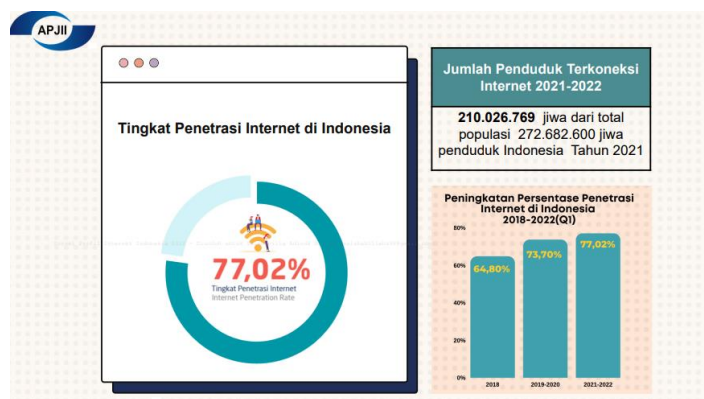 APJII
Tingkat Penetrasi Internet di Indonesia
77,02%
Tingkat Penetrasi Internet
Internet Penetration Rate
Jumlah Penduduk Terkoneksi
Internet 2021-2022
210.026.769 jiwa dari total
populasi 272.682.600 jiwa
penduduk Indonesia Tahun 2021
Peningkatan Persentase Penetrasi
Internet di Indonesia
2018-2022(Q1)
80%
60%
40%
20%
0%
64,80%
73,70%
77,02%
2018
2019-2020
2021-2022